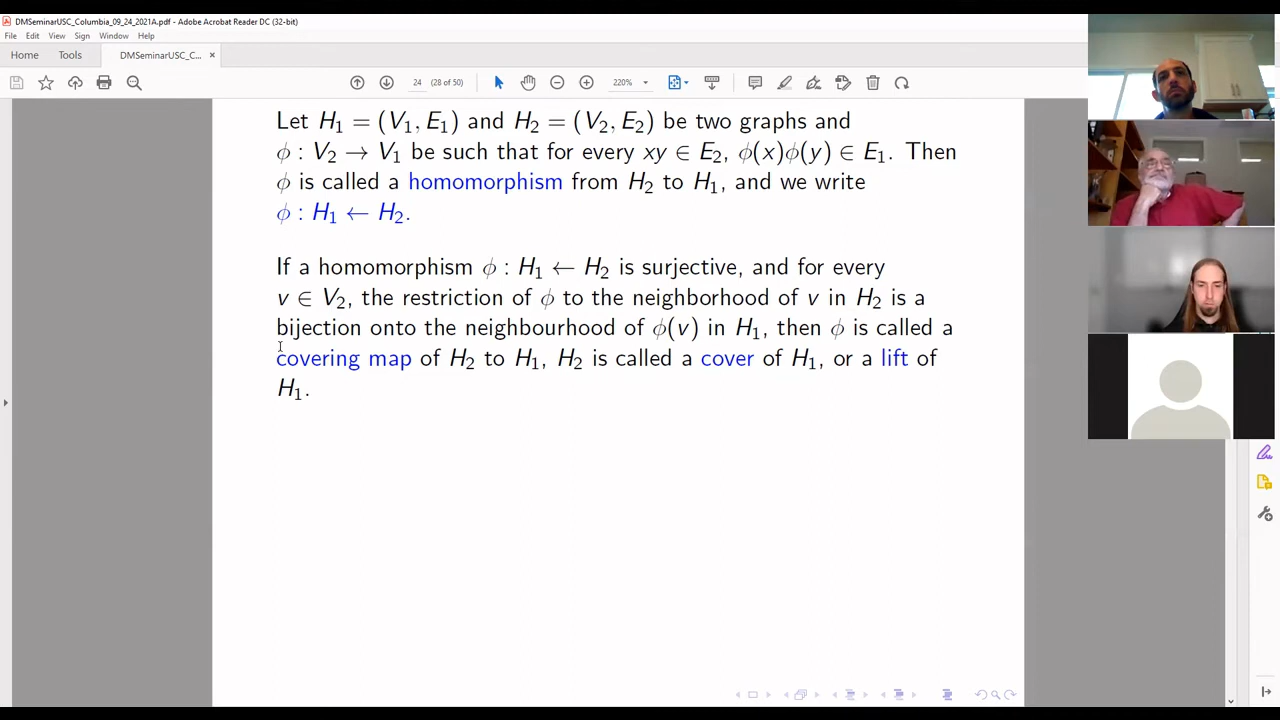 DMSeminarUSC_Columbia_09_24_2021A.pdf - Adobe Acrobat Reader DC (32-bit)
File Edit View Sign Window Help
Home Tools DMSeminarUSC_C... ×
24 (28 of 50) 220%
Let H₁ = (V₁, E₁) and H₂ = (V₂, E₂) be two graphs and
ϕ : V₂ → V₁ be such that for every xy ∈ E₂, ϕ(x)ϕ(y) ∈ E₁. Then
ϕ is called a homomorphism from H₂ to H₁, and we write
ϕ : H₁ ← H₂.
If a homomorphism ϕ : H₁ ← H₂ is surjective, and for every
v ∈ V₂, the restriction of ϕ to the neighborhood of v in H₂ is a
bijection onto the neighbourhood of ϕ(v) in H₁, then ϕ is called a
covering map of H₂ to H₁, H₂ is called a cover of H₁, or a lift of
H₁.